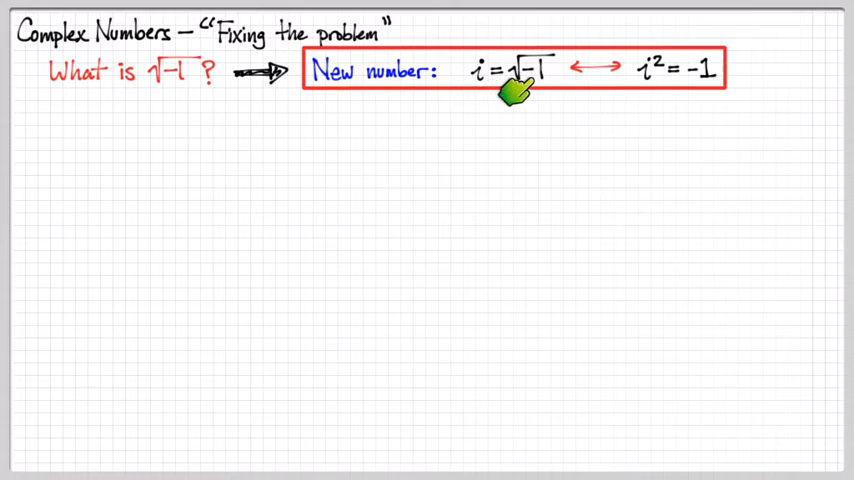 Complex Numbers – “Fixing the problem”
What is √-1 ? → New number: i = √-1 ↔ i² = -1